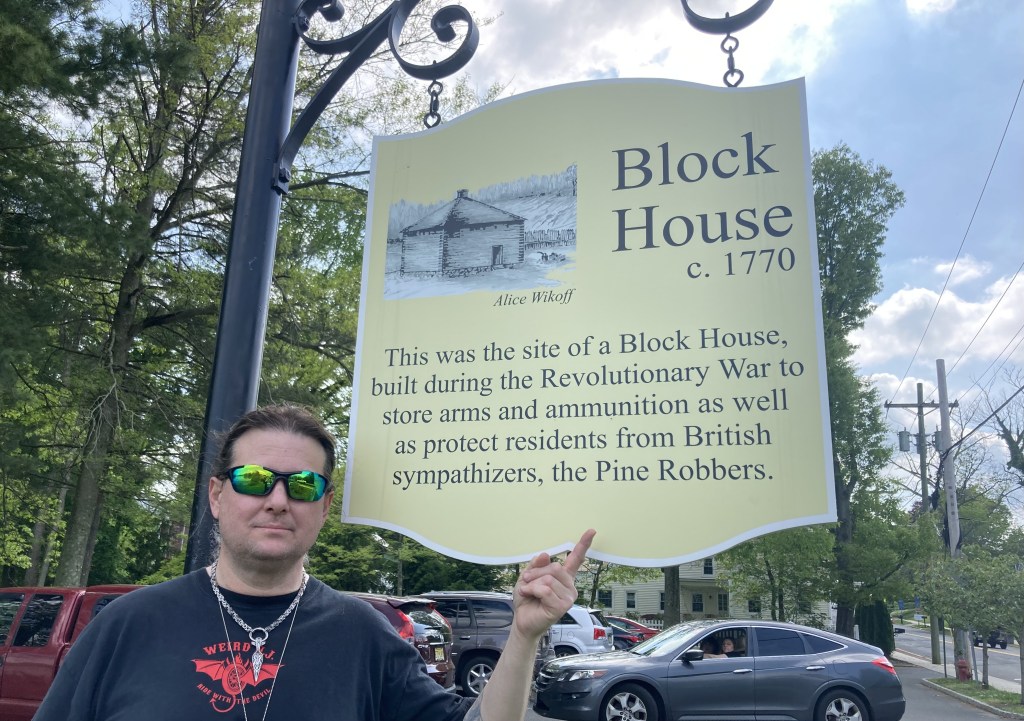 Block
House
c. 1770
Alice Wikoff
This was the site of a Block House,
built during the Revolutionary War to
store arms and ammunition as well
as protect residents from British
sympathizers, the Pine Robbers.
WEIRD N.J.
RIDE WITH THE DEVIL